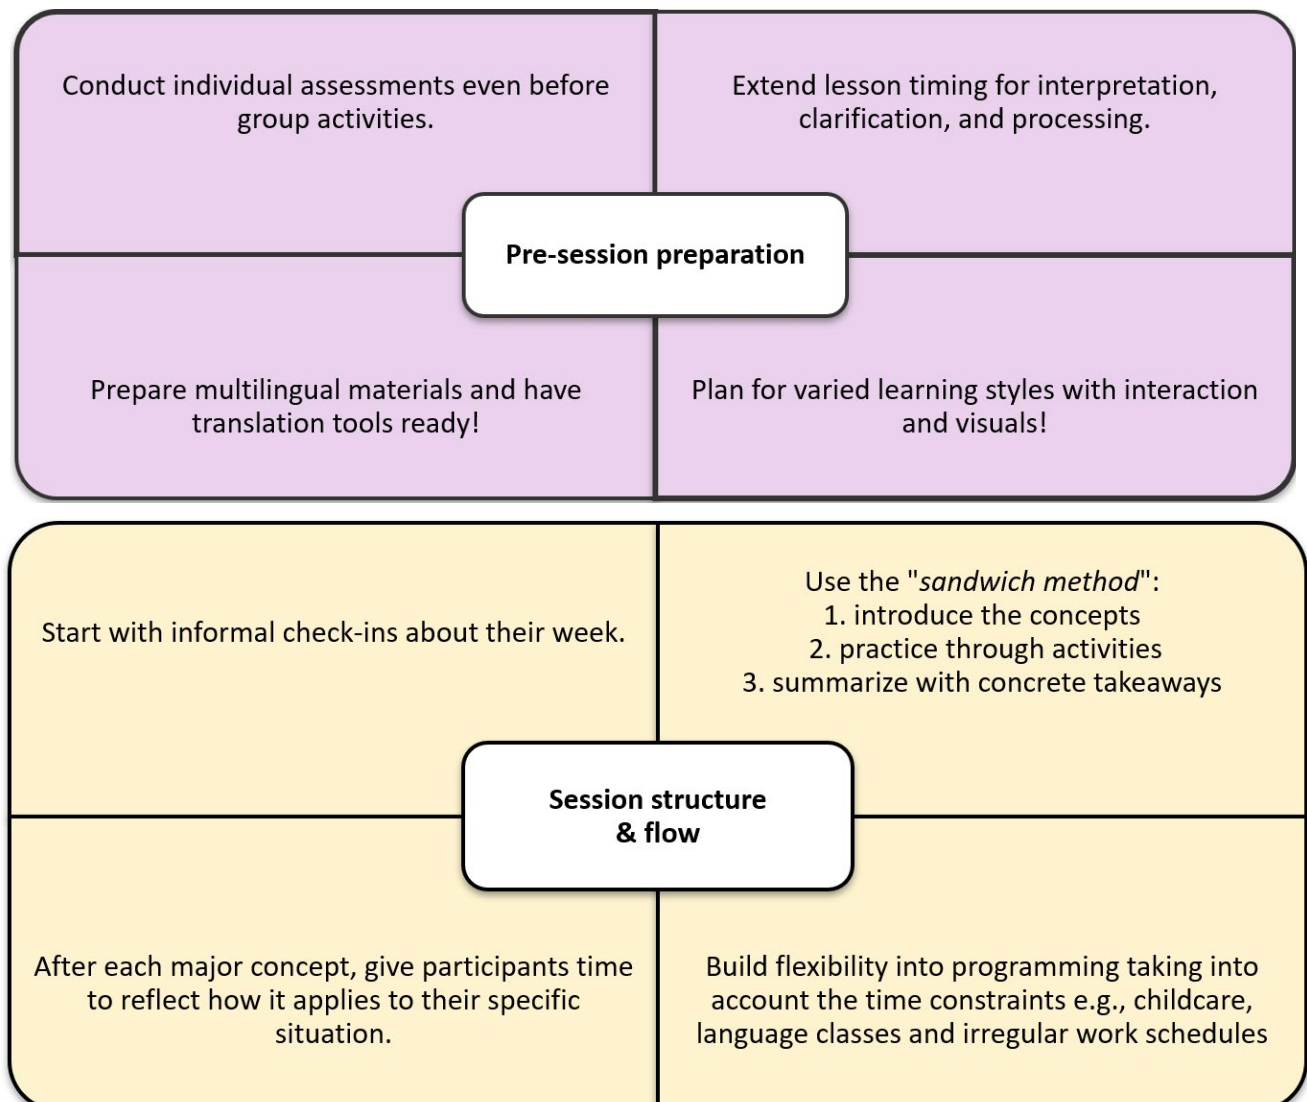 Conduct individual assessments even before
group activities.
Extend lesson timing for interpretation,
clarification, and processing.
Pre-session preparation
Prepare multilingual materials and have
translation tools ready!
Plan for varied learning styles with interaction
and visuals!
Start with informal check-ins about their week.
Use the "sandwich method":
1. introduce the concepts
2. practice through activities
3. summarize with concrete takeaways
Session structure
& flow
After each major concept, give participants time
to reflect how it applies to their specific
situation.
Build flexibility into programming taking into
account the time constraints e.g., childcare,
language classes and irregular work schedules